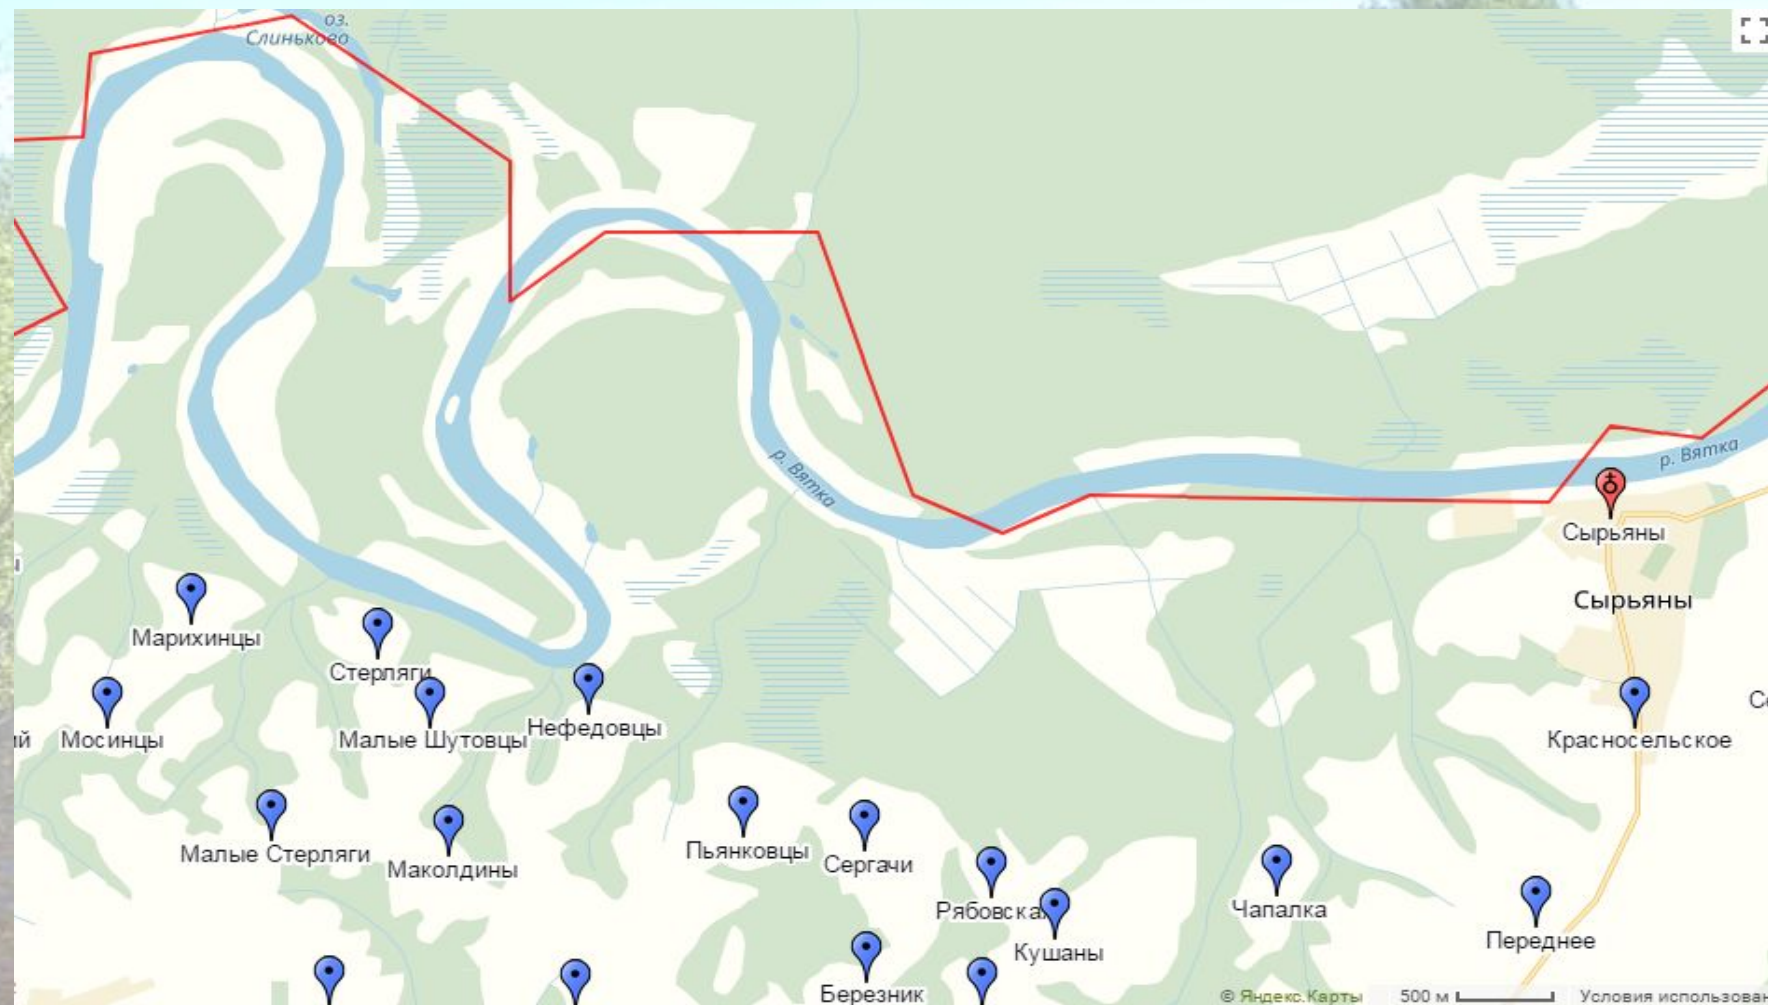 оз.
Слиньково
р. Вятка
р. Вятка
Сырьяны
Сырьяны
Марихинцы
Стерляги
Мосинцы
Малые Шутовцы
Нефедовцы
Красносельское
Малые Стерляги
Маколдины
Пьянковцы
Сергачи
Рябовская
Кушаны
Чапалка
Переднее
Березник
© Яндекс.Карты
500 м
Условия использован